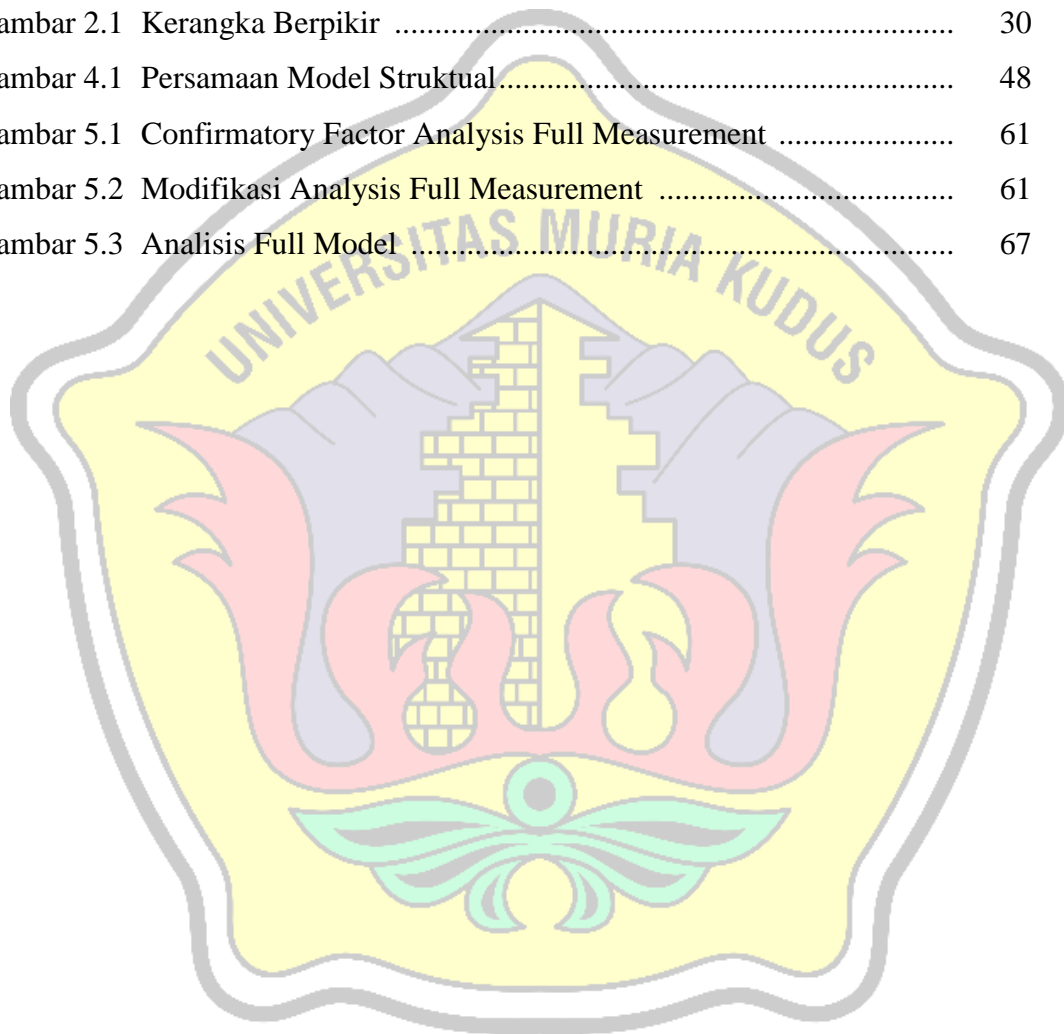 ambar 2.1 Kerangka Berpikir .......................................................................... 30
ambar 4.1 Persamaan Model Struktual............................................................ 48
ambar 5.1 Confirmatory Factor Analysis Full Measurement ....................... 61
ambar 5.2 Modifikasi Analysis Full Measurement ....................................... 61
ambar 5.3 Analisis Full Model ........................................................................ 67
UNIVERSITAS MURIA KUDUS